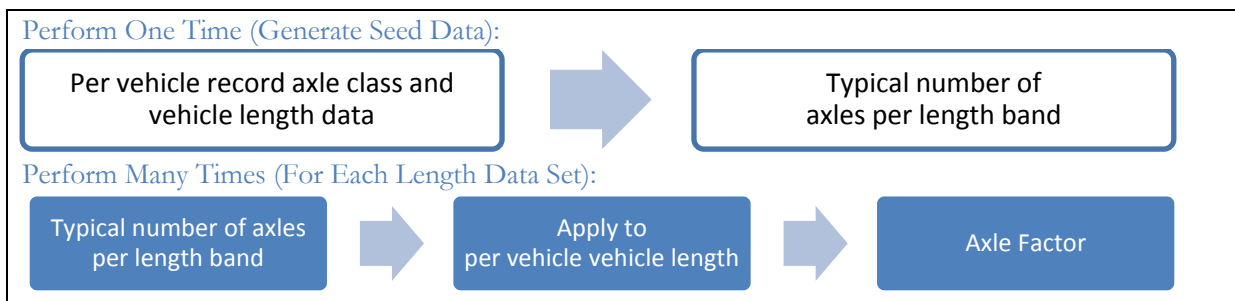 Perform One Time (Generate Seed Data):
Per vehicle record axle class and
vehicle length data
Typical number of
axles per length band
Perform Many Times (For Each Length Data Set):
Typical number of axles
per length band
Apply to
per vehicle vehicle length
Axle Factor